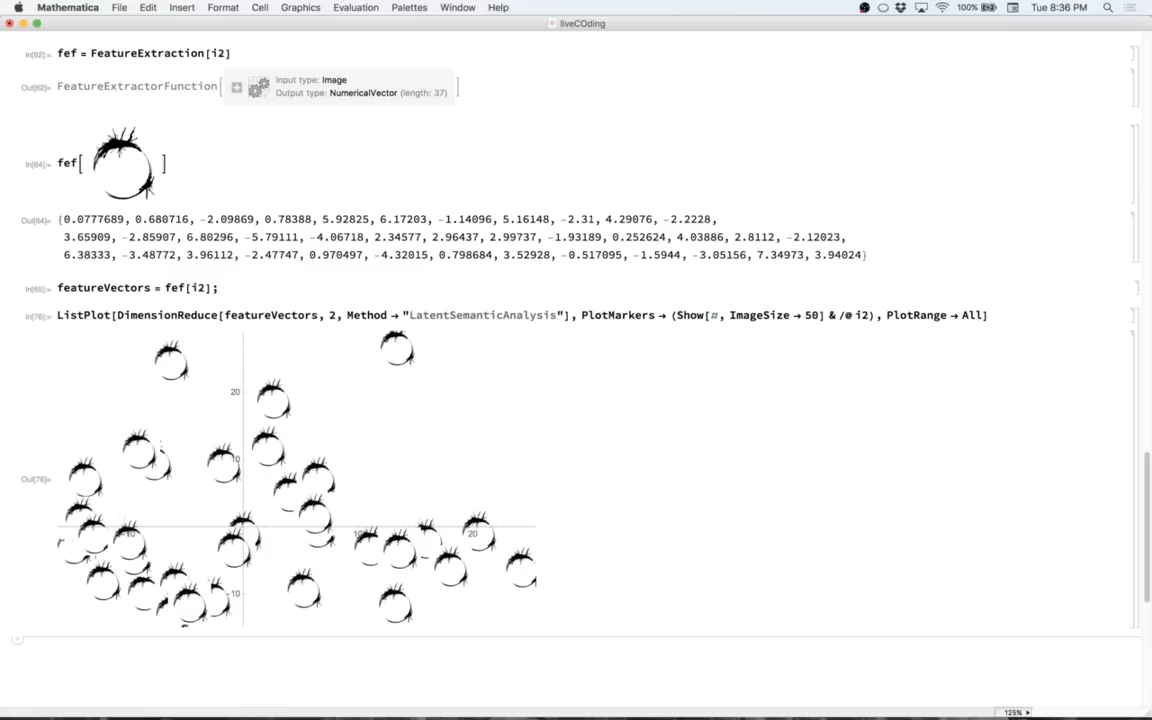 Mathematica File Edit Insert Format Cell Graphics Evaluation Palettes Window Help 100% Tue 8:36 PM
liveCOding
In[62]:= fef = FeatureExtraction[i2]
Input type: Image
Out[62]= FeatureExtractorFunction[ ]
Output type: NumericalVector (length: 37)
In[64]:= fef[ ]
Out[64]= {0.0777689, 0.680716, -2.09869, 0.78388, 5.92825, 6.17203, -1.14096, 5.16148, -2.31, 4.29076, -2.2228,
3.65909, -2.85907, 6.80296, -5.79111, -4.06718, 2.34577, 2.96437, 2.99737, -1.93189, 0.252624, 4.03886, 2.8112, -2.12023,
6.38333, -3.48772, 3.96112, -2.47747, 0.970497, -4.32015, 0.798684, 3.52928, -0.517095, -1.5944, -3.05156, 7.34973, 3.94024}
In[65]:= featureVectors = fef[i2];
In[76]:= ListPlot[DimensionReduce[featureVectors, 2, Method → "LatentSemanticAnalysis"], PlotMarkers → (Show[#, ImageSize → 50] & /@ i2), PlotRange → All]
20
10
Out[76]=
-10 10 20
-10
125%